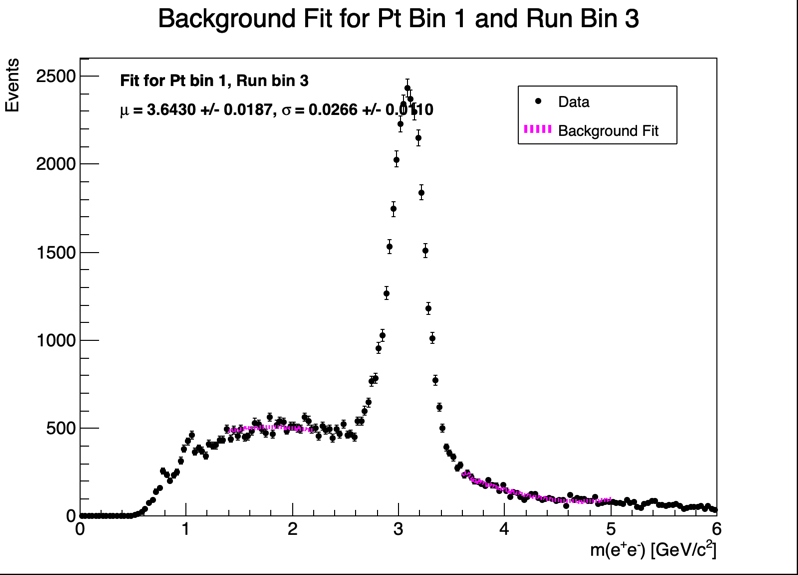 Background Fit for Pt Bin 1 and Run Bin 3
Events
Fit for Pt bin 1, Run bin 3
μ = 3.6430 +/- 0.0187, σ = 0.0266 +/- 0.0110
Data
Background Fit
2500
2000
1500
1000
500
0
0 1 2 3 4 5 6
m(e⁺e⁻) [GeV/c²]